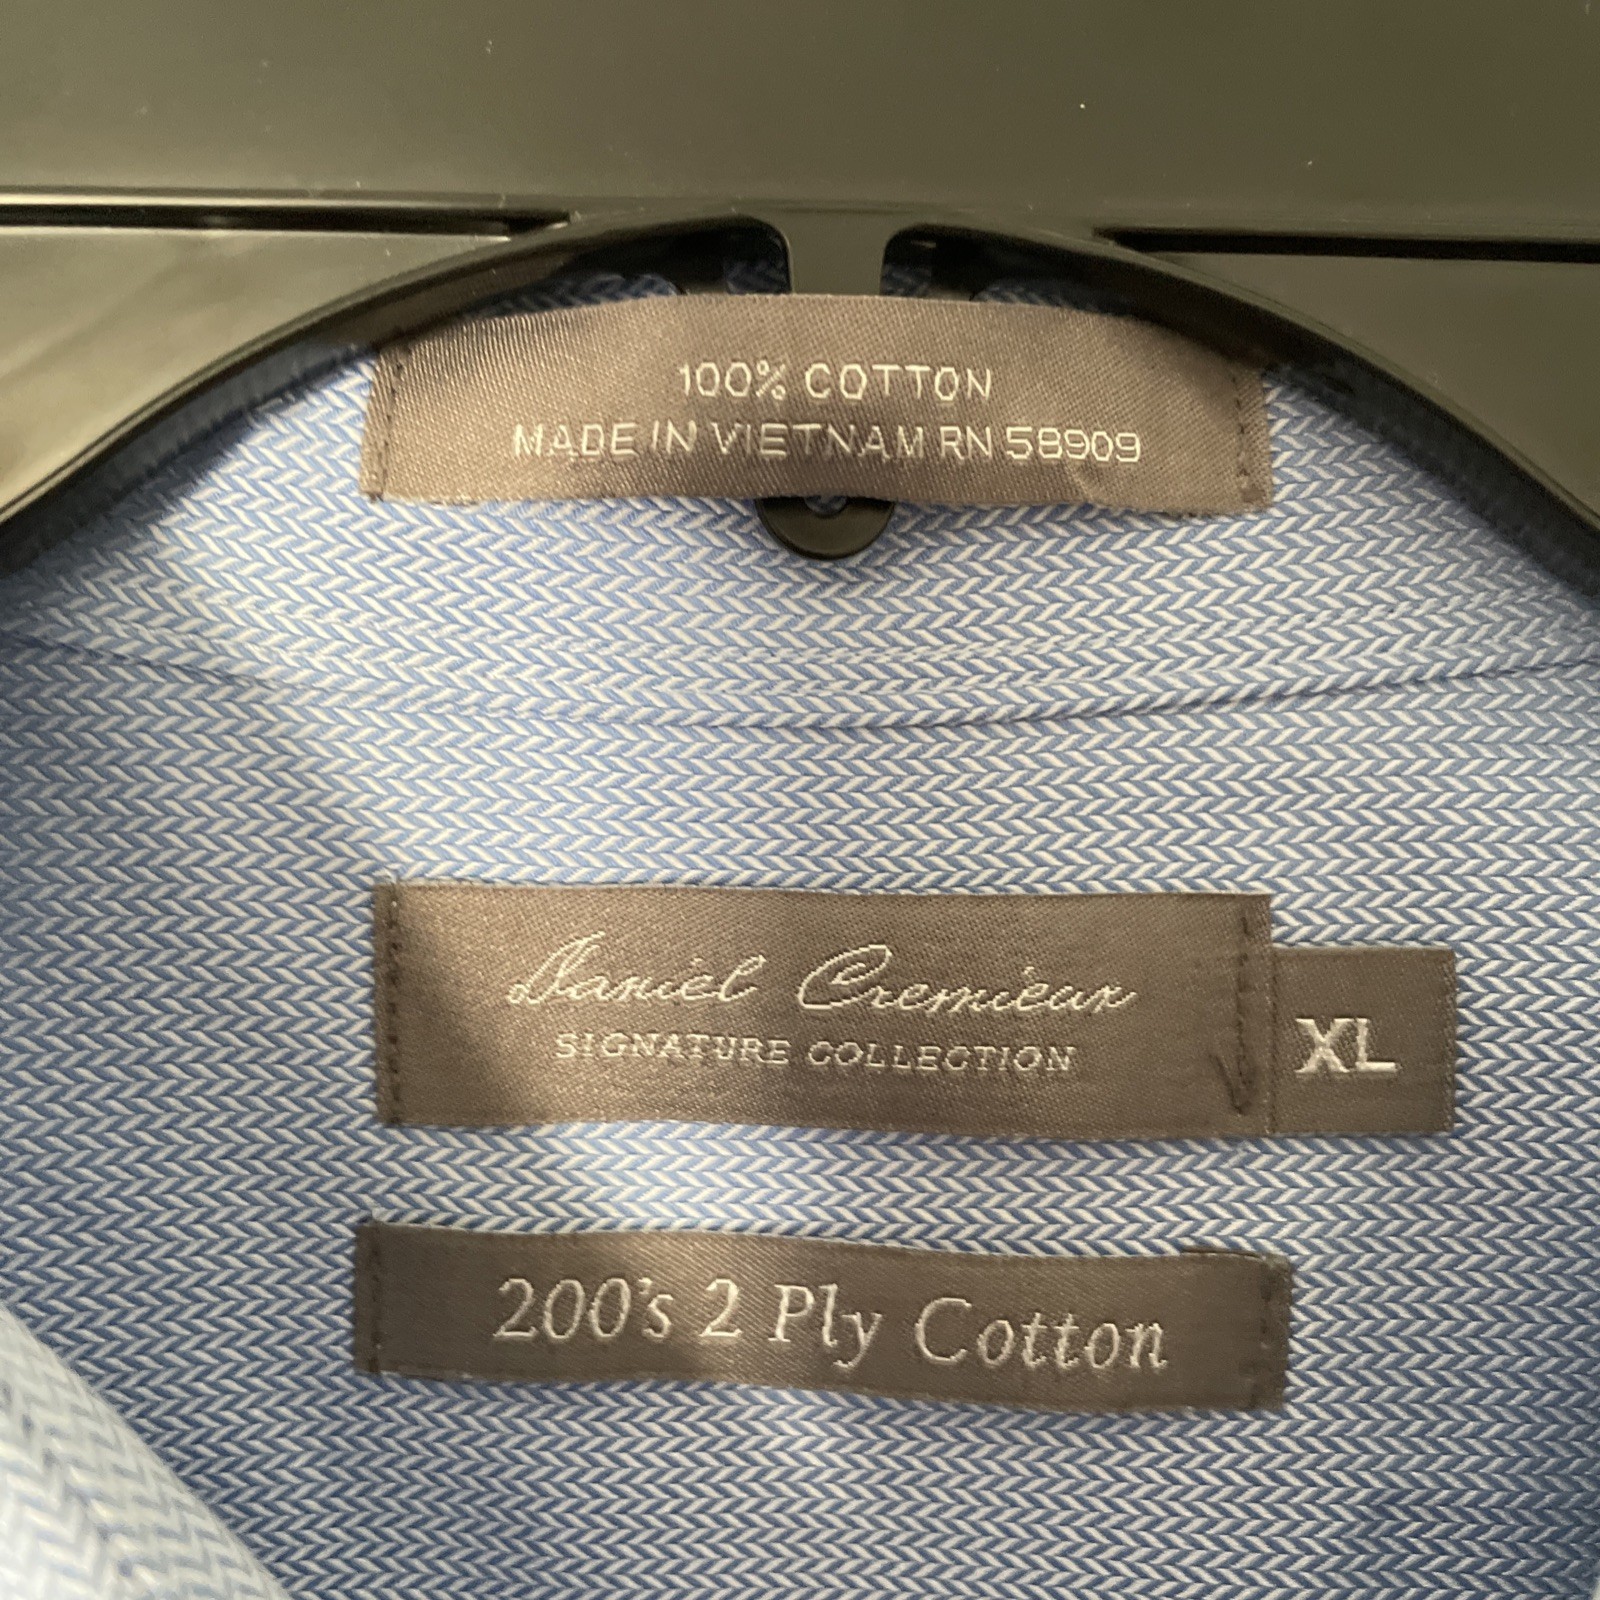 100% COTTON
MADE IN VIETNAM RN 58909
Daniel Cremieux
SIGNATURE COLLECTION
XL
200's 2 Ply Cotton